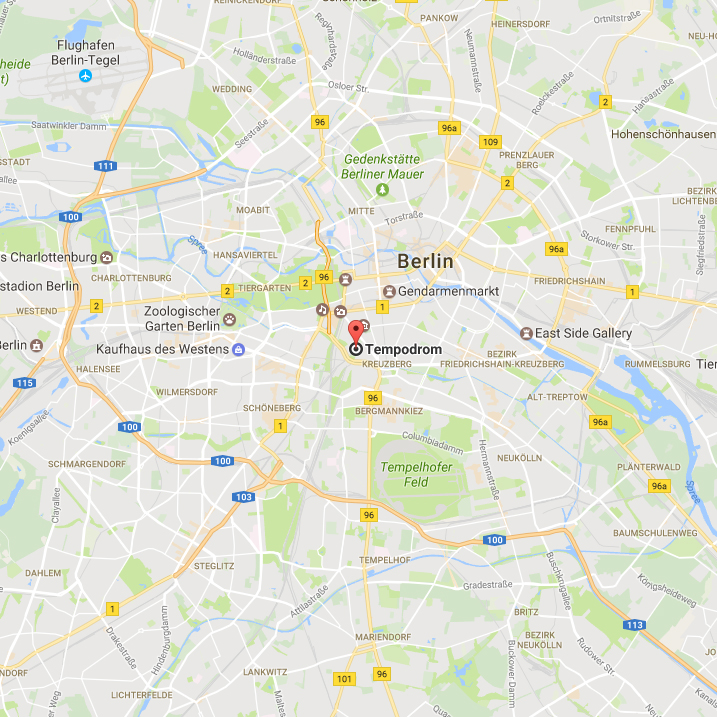 REINICKENDORF
PANKOW
HEINERSDORF
Ortnitstraße
Flughafen
Berlin-Tegel
Holländerstraße
Osloer Str.
WEDDING
Roelckestraße
Hansastraße
2
Saatwinkler Damm
Seestraße
96
96a
109
Hohenschönhausen
PRENZLAUER
BERG
Gedenkstätte
Berliner Mauer
111
2
100
MOABIT
MITTE
Torstraße
BEZIRK
LICHTENBE
FENNPFUHL
Storkower Str.
Siegfriedstraße
Spree
HANSAVIERTEL
Berlin
96a
s Charlottenburg
CHARLOTTENBURG
96
stadion Berlin
2
TIERGARTEN
2
Gendarmenmarkt
FRIEDRICHSHAIN
1
2
WESTEND
Zoologischer
Garten Berlin
1
East Side Gallery
Berlin
Kaufhaus des Westens
Tempodrom
BEZIRK
FRIEDRICHSHAIN-KREUZBERG
RUMMELSBURG
Tier
HALENSEE
KREUZBERG
115
WILMERSDORF
96
ALT-TREPTOW
SCHÖNEBERG
BERGMANNKIEZ
Koenigsallee
100
1
96a
Columbiadamm
Hermannstraße
NEUKÖLLN
SCHMARGENDORF
100
Tempelhofer
Feld
PLÄNTERWALD
96a
Spree
Clayallee
103
96
100
BAUMSCHULENWEG
DAHLEM
STEGLITZ
TEMPELHOF
Buschkrugallee
Gradestraße
Königsheideweg
1
Attilastraße
BRITZ
113
Drakestraße
Hindenburgdamm
MARIENDORF
BEZIRK
NEUKÖLLN
Rudower Str.
LANKWITZ
101
96
Buckower Damm
LICHTERFELDE